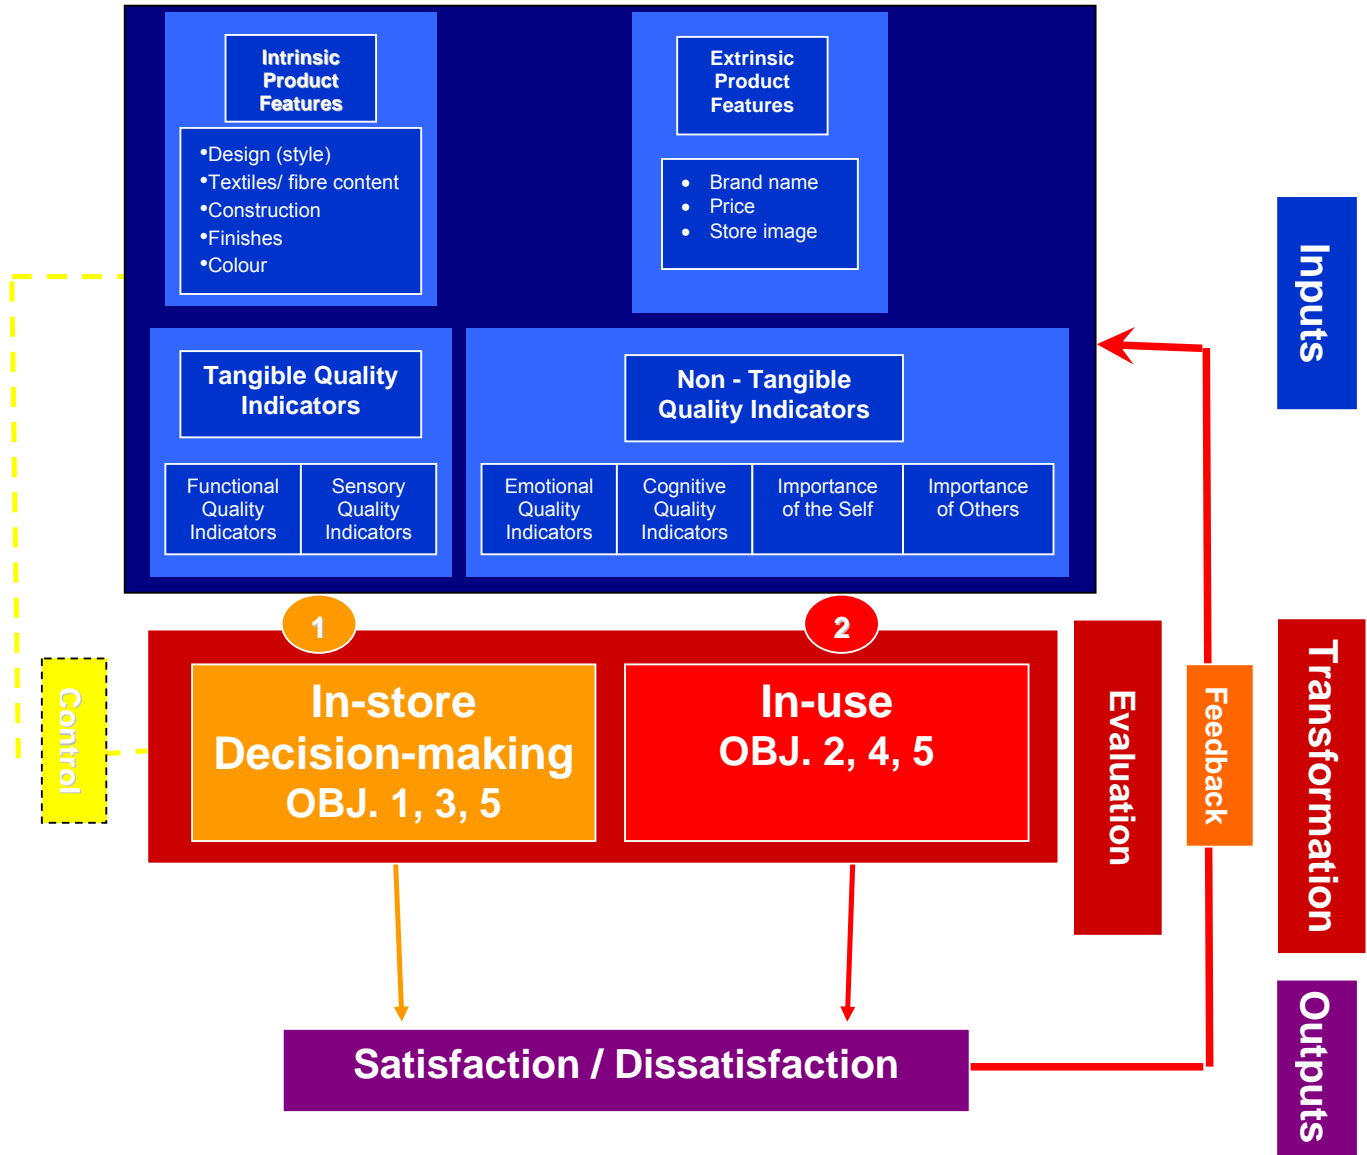 Intrinsic
Product
Features
•Design (style)
•Textiles/ fibre content
•Construction
•Finishes
•Colour
Extrinsic
Product
Features
• Brand name
• Price
• Store image
Tangible Quality
Indicators
Functional
Quality
Indicators
Sensory
Quality
Indicators
Non - Tangible
Quality Indicators
Emotional
Quality
Indicators
Cognitive
Quality
Indicators
Importance
of the Self
Importance
of Others
Inputs
1
2
Control
In-store
Decision-making
OBJ. 1, 3, 5
In-use
OBJ. 2, 4, 5
Evaluation
Feedback
Transformation
Satisfaction / Dissatisfaction
Outputs